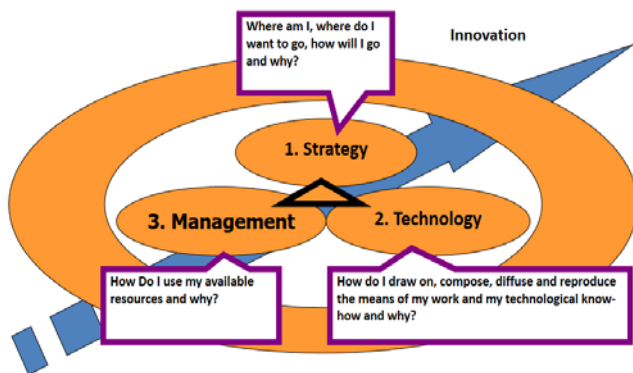 Where am I, where do I
want to go, how will I go
and why?
Innovation
1. Strategy
3. Management
2. Technology
How Do I use my available
resources and why?
How do I draw on, compose, diffuse and reproduce
the means of my work and my technological know-
how and why?